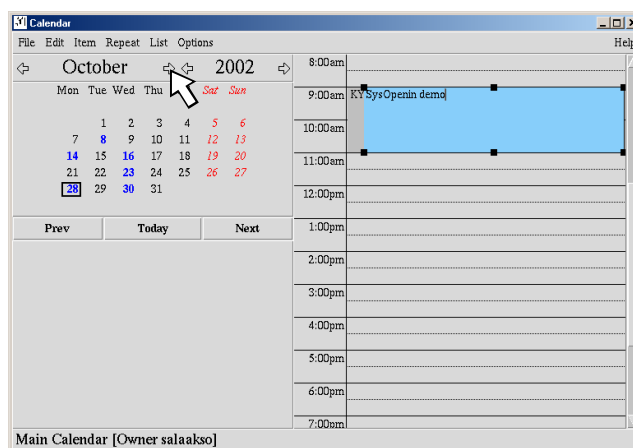 Calendar
File Edit Item Repeat List Options Help
October 2002
Mon Tue Wed Thu Sat Sun
1 2 3 4 5 6
7 8 9 10 11 12 13
14 15 16 17 18 19 20
21 22 23 24 25 26 27
28 29 30 31
Prev Today Next
8:00am
9:00am KYSysOpenin demo
10:00am
11:00am
12:00pm
1:00pm
2:00pm
3:00pm
4:00pm
5:00pm
6:00pm
7:00pm
Main Calendar [Owner salaakso]